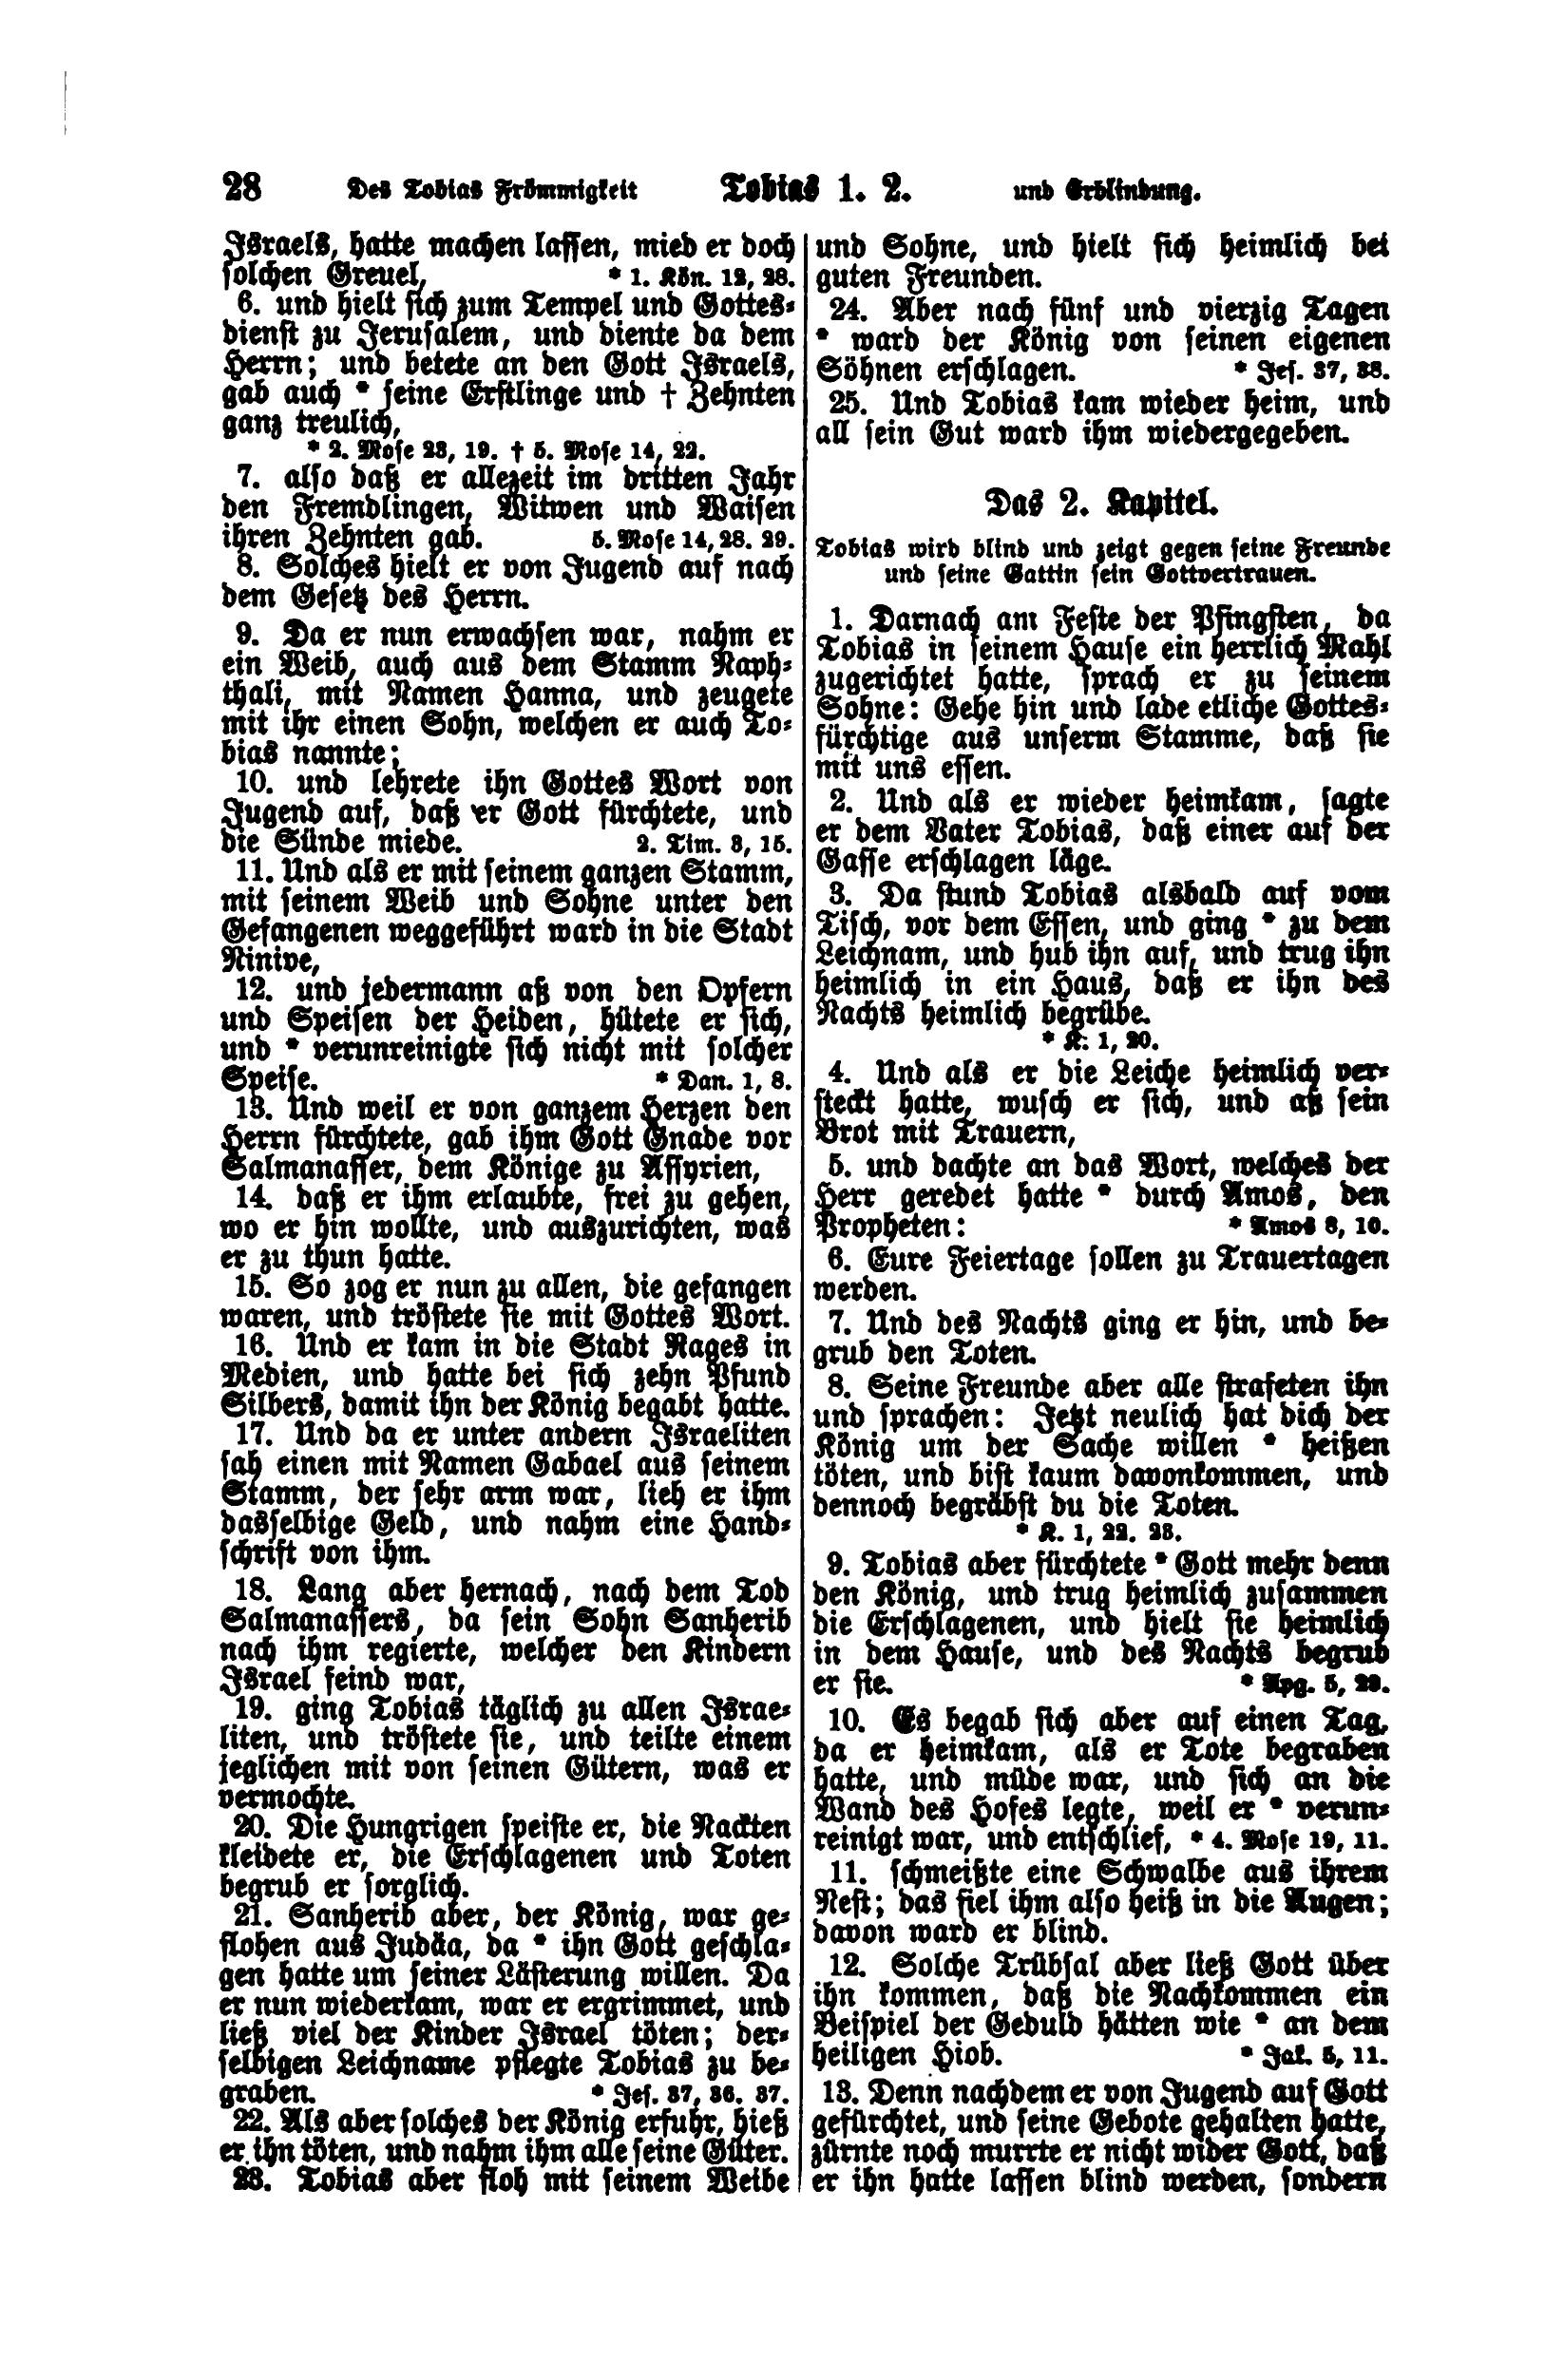 28 Des Tobias Frömmigkeit Tobias 1. 2. und Erblindung.
Israels, hatte machen lassen, mied er doch
solchen Greuel, * 1. Kön. 12, 28.
6. und hielt sich zum Tempel und Gottes-
dienst zu Jerusalem, und diente da dem
Herrn; und betete an den Gott Israels,
gab auch * seine Erstlinge und † Zehnten
ganz treulich,
* 2. Mose 23, 19. † 5. Mose 14, 22.
7. also daß er allezeit im dritten Jahr
den Fremdlingen, Witwen und Waisen
ihren Zehnten gab. 5. Mose 14, 28. 29.
8. Solches hielt er von Jugend auf nach
dem Gesetz des Herrn.
9. Da er nun erwachsen war, nahm er
ein Weib, auch aus dem Stamm Naph-
thali, mit Namen Hanna, und zeugete
mit ihr einen Sohn, welchen er auch To-
bias nannte;
10. und lehrete ihn Gottes Wort von
Jugend auf, daß er Gott fürchtete, und
die Sünde miede. 2. Tim. 3, 15.
11. Und als er mit seinem ganzen Stamm,
mit seinem Weib und Sohne unter den
Gefangenen weggeführt ward in die Stadt
Ninive,
12. und jedermann aß von den Opfern
und Speisen der Heiden, hütete er sich,
und * verunreinigte sich nicht mit solcher
Speise. * Dan. 1, 8.
13. Und weil er von ganzem Herzen den
Herrn fürchtete, gab ihm Gott Gnade vor
Salmanasser, dem Könige zu Assyrien,
14. daß er ihm erlaubte, frei zu gehen,
wo er hin wollte, und auszurichten, was
er zu thun hatte.
15. So zog er nun zu allen, die gefangen
waren, und tröstete sie mit Gottes Wort.
16. Und er kam in die Stadt Rages in
Medien, und hatte bei sich zehn Pfund
Silbers, damit ihn der König begabt hatte.
17. Und da er unter andern Israeliten
sah einen mit Namen Gabael aus seinem
Stamm, der sehr arm war, lieh er ihm
dasselbige Geld, und nahm eine Hand-
schrift von ihm.
18. Lang aber hernach, nach dem Tod
Salmanassers, da sein Sohn Sanherib
nach ihm regierte, welcher den Kindern
Israel feind war,
19. ging Tobias täglich zu allen Israe-
liten, und tröstete sie, und teilte einem
jeglichen mit von seinen Gütern, was er
vermochte.
20. Die Hungrigen speiste er, die Nackten
kleidete er, die Erschlagenen und Toten
begrub er sorglich.
21. Sanherib aber, der König, war ge-
flohen aus Judäa, da * ihn Gott geschla-
gen hatte um seiner Lästerung willen. Da
er nun wiederkam, war er ergrimmet, und
ließ viel der Kinder Israel töten; der-
selbigen Leichname pflegte Tobias zu be-
graben. * Jes. 37, 36. 37.
22. Als aber solches der König erfuhr, hieß
er ihn töten, und nahm ihm alle seine Güter.
23. Tobias aber floh mit seinem Weibe
und Sohne, und hielt sich heimlich bei
guten Freunden.
24. Aber nach fünf und vierzig Tagen
* ward der König von seinen eigenen
Söhnen erschlagen. * Jes. 37, 38.
25. Und Tobias kam wieder heim, und
all sein Gut ward ihm wiedergegeben.
Das 2. Kapitel.
Tobias wird blind und zeigt gegen seine Freunde
und seine Gattin sein Gottvertrauen.
1. Darnach am Feste der Pfingsten, da
Tobias in seinem Hause ein herrlich Mahl
zugerichtet hatte, sprach er zu seinem
Sohne: Gehe hin und lade etliche Gottes-
fürchtige aus unserm Stamme, daß sie
mit uns essen.
2. Und als er wieder heimkam, sagte
er dem Vater Tobias, daß einer auf der
Gasse erschlagen läge.
3. Da stund Tobias alsbald auf vom
Tisch, vor dem Essen, und ging * zu dem
Leichnam, und hub ihn auf, und trug ihn
heimlich in ein Haus, daß er ihn des
Nachts heimlich begrübe.
* K. 1, 20.
4. Und als er die Leiche heimlich ver-
steckt hatte, wusch er sich, und aß sein
Brot mit Trauern,
5. und dachte an das Wort, welches der
Herr geredet hatte * durch Amos, den
Propheten: * Amos 8, 10.
6. Eure Feiertage sollen zu Trauertagen
werden.
7. Und des Nachts ging er hin, und be-
grub den Toten.
8. Seine Freunde aber alle strafeten ihn
und sprachen: Jetzt neulich hat dich der
König um der Sache willen * heißen
töten, und bist kaum davonkommen, und
dennoch begräbst du die Toten.
* K. 1, 22. 23.
9. Tobias aber fürchtete * Gott mehr denn
den König, und trug heimlich zusammen
die Erschlagenen, und hielt sie heimlich
in dem Hause, und des Nachts begrub
er sie. * Apg. 5, 29.
10. Es begab sich aber auf einen Tag,
da er heimkam, als er Tote begraben
hatte, und müde war, und sich an die
Wand des Hofes legte, weil er * verun-
reinigt war, und entschlief, * 4. Mose 19, 11.
11. schmeißte eine Schwalbe aus ihrem
Nest; das fiel ihm also heiß in die Augen;
davon ward er blind.
12. Solche Trübsal aber ließ Gott über
ihn kommen, daß die Nachkommen ein
Beispiel der Geduld hätten wie * an dem
heiligen Hiob. * Jak. 5, 11.
13. Denn nachdem er von Jugend auf Gott
gefürchtet, und seine Gebote gehalten hatte,
zürnte noch murrte er nicht wider Gott, daß
er ihn hatte lassen blind werden, sondern